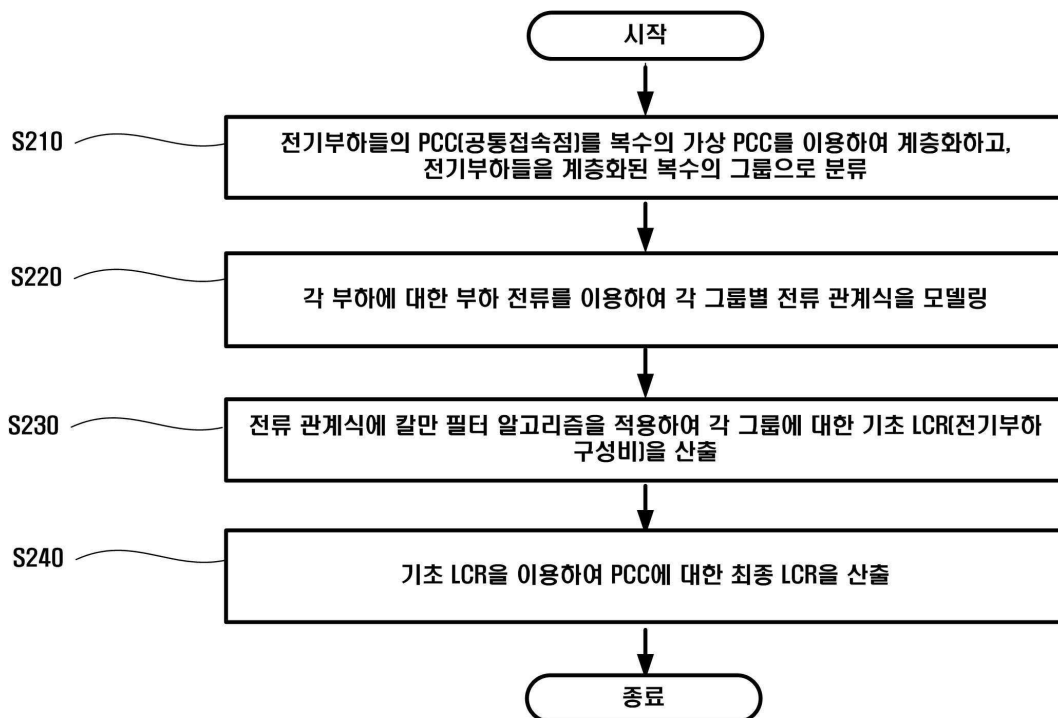 시작
S210
전기부하들의 PCC(공통접속점)를 복수의 가상 PCC를 이용하여 계층화하고,
전기부하들을 계층화된 복수의 그룹으로 분류
S220
각 부하에 대한 부하 전류를 이용하여 각 그룹별 전류 관계식을 모델링
S230
전류 관계식에 칼만 필터 알고리즘을 적용하여 각 그룹에 대한 기초 LCR(전기부하
구성비)을 산출
S240
기초 LCR을 이용하여 PCC에 대한 최종 LCR을 산출
종료